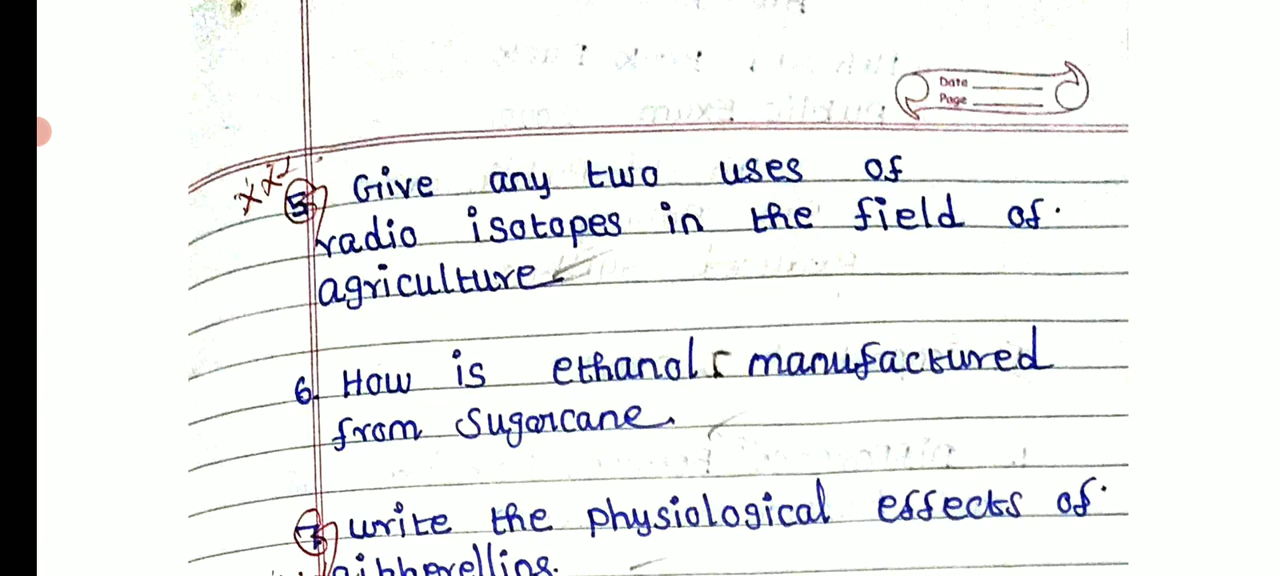 Date
Page
5) Give any two uses of
radio isotopes in the field of.
agriculture
6. How is ethanol manufactured
from Sugarcane.
7) write the physiological effects of.
gibberellins.